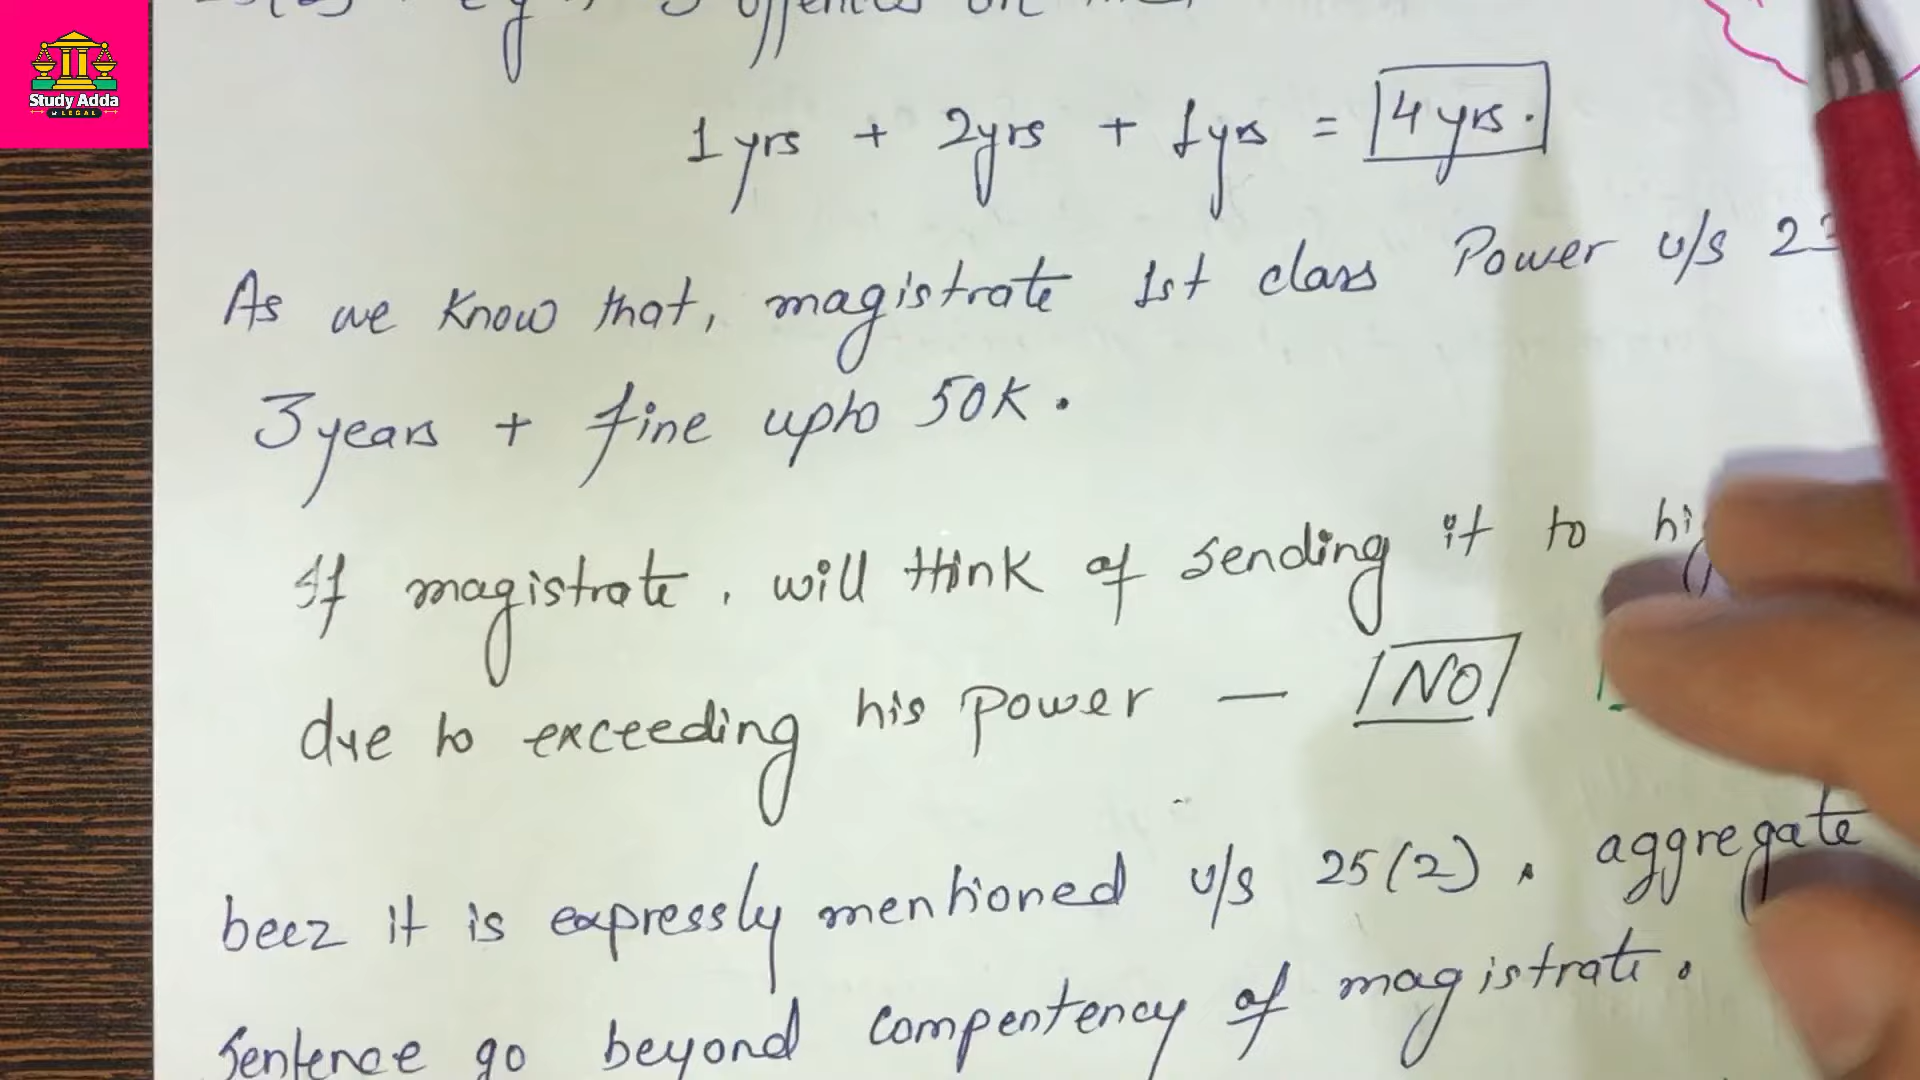 Study Adda
LEGAL
offences
1 yrs + 2yrs + 1yrs = 4 yrs.
As we know that, magistrate 1st class Power u/s
3 years + fine upto 50K.
If magistrate, will think of sending it to
due to exceeding his power — NO
becz it is expressly mentioned u/s 25(2). aggregate
sentence go beyond compentency of magistrate.